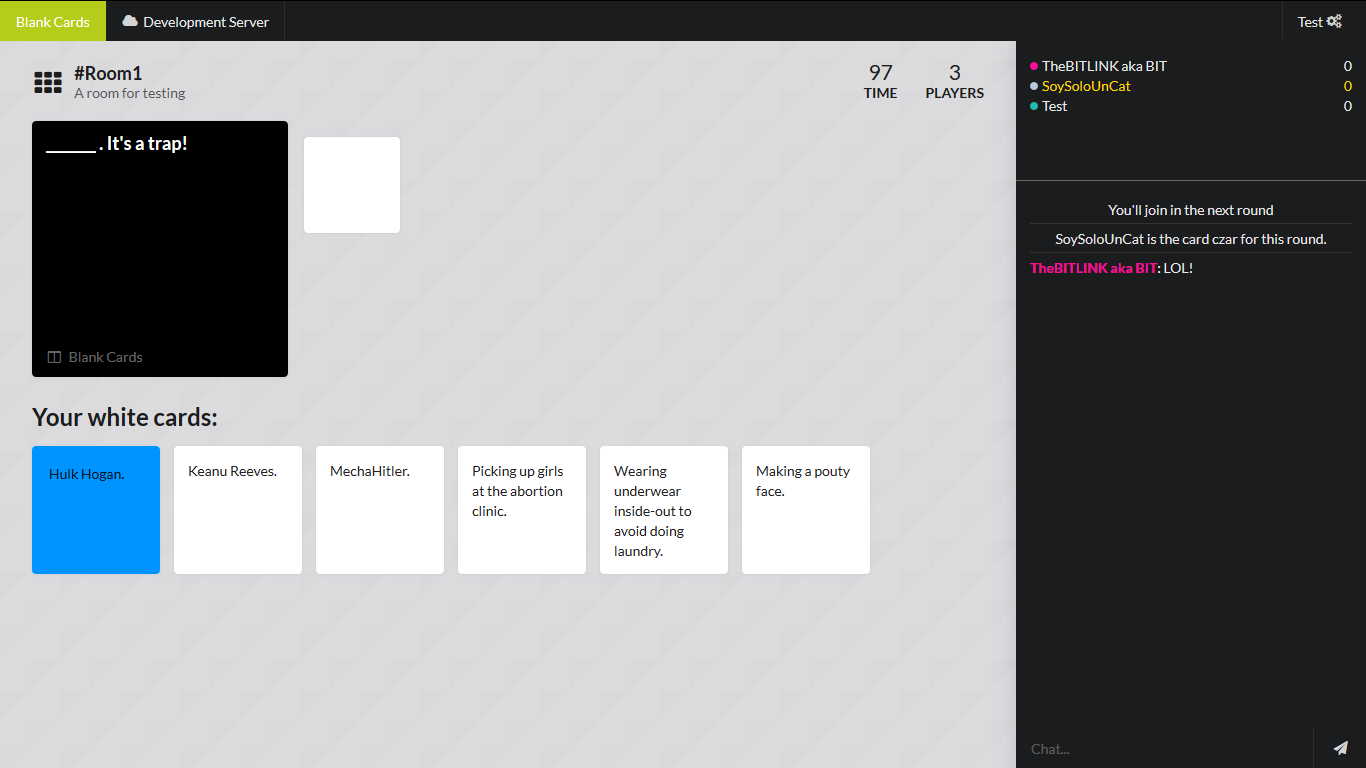 Blank Cards
Development Server
Test
#Room1
A room for testing
97
TIME
3
PLAYERS
______ . It's a trap!
Blank Cards
Your white cards:
Hulk Hogan.
Keanu Reeves.
MechaHitler.
Picking up girls
at the abortion
clinic.
Wearing
underwear
inside-out to
avoid doing
laundry.
Making a pouty
face.
TheBITLINK aka BIT 0
SoySoloUnCat 0
Test 0
You'll join in the next round
SoySoloUnCat is the card czar for this round.
TheBITLINK aka BIT: LOL!
Chat...